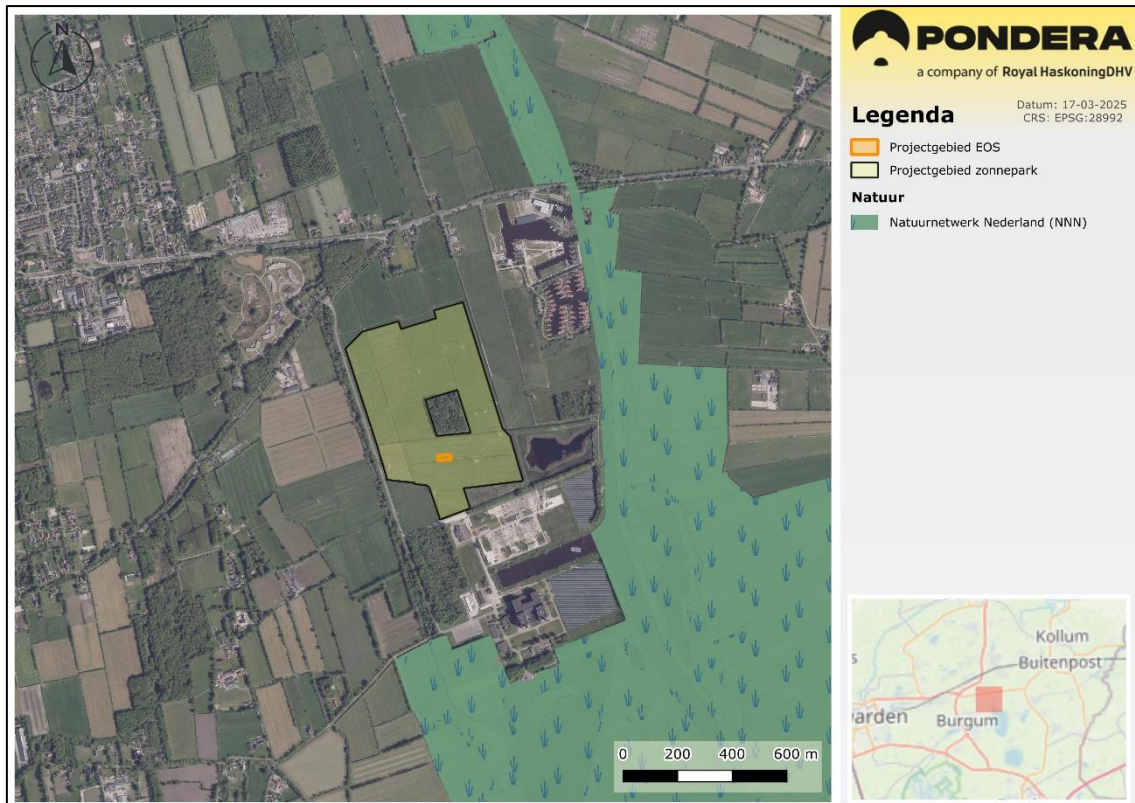 N
PONDERA
a company of Royal HaskoningDHV
Legenda
Datum: 17-03-2025
CRS: EPSG:28992
Projectgebied EOS
Projectgebied zonnepark
Natuur
Natuurnetwerk Nederland (NNN)
0 200 400 600 m
Kollum
Buitenpost
s
arden
Burgum